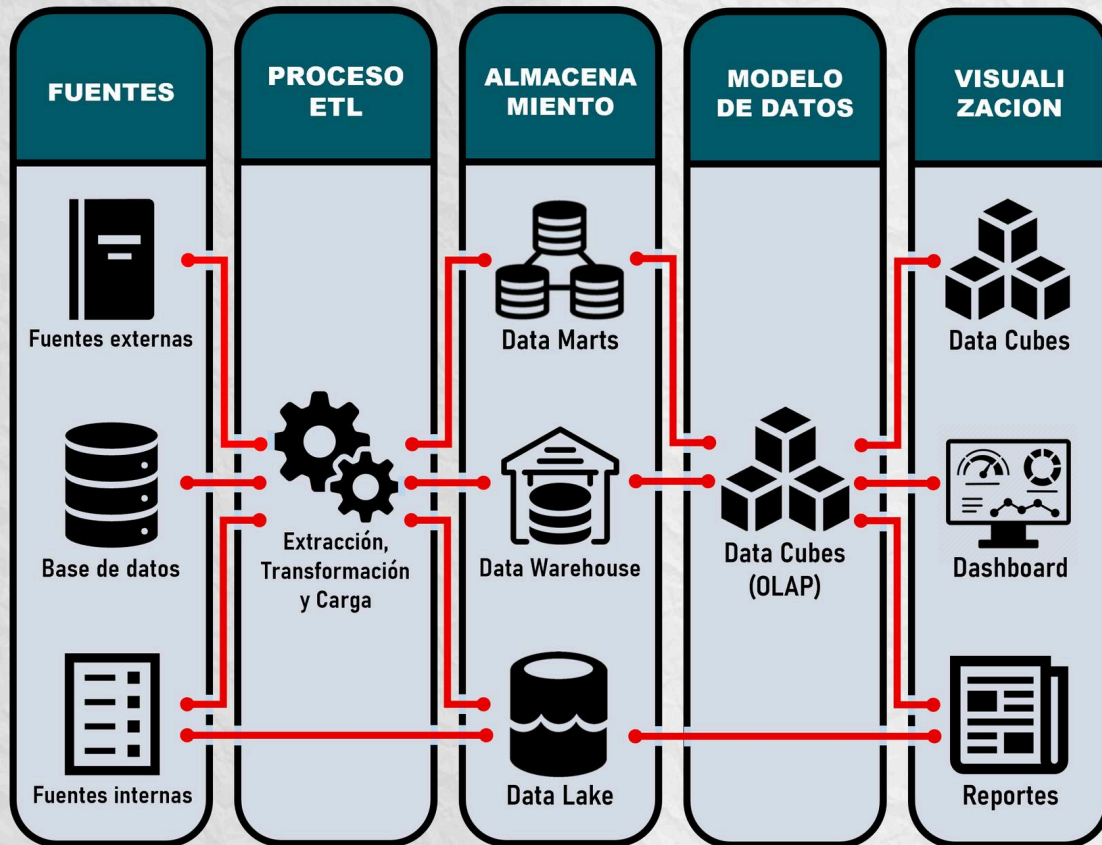 FUENTES
PROCESO
ETL
ALMACENA
MIENTO
MODELO
DE DATOS
VISUALI
ZACION
Fuentes externas
Base de datos
Fuentes internas
Extracción,
Transformación
y Carga
Data Marts
Data Warehouse
Data Lake
Data Cubes
(OLAP)
Data Cubes
Dashboard
Reportes